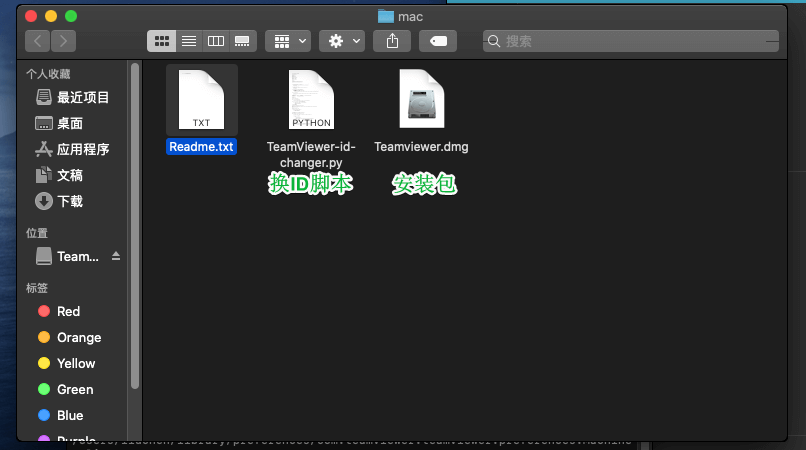 mac
搜索
个人收藏
最近项目
桌面
应用程序
文稿
下载
位置
Team...
标签
Red
Orange
Yellow
Green
Blue
TXT
Readme.txt
PYTHON
TeamViewer-id-
changer.py
换ID脚本
Teamviewer.dmg
安装包